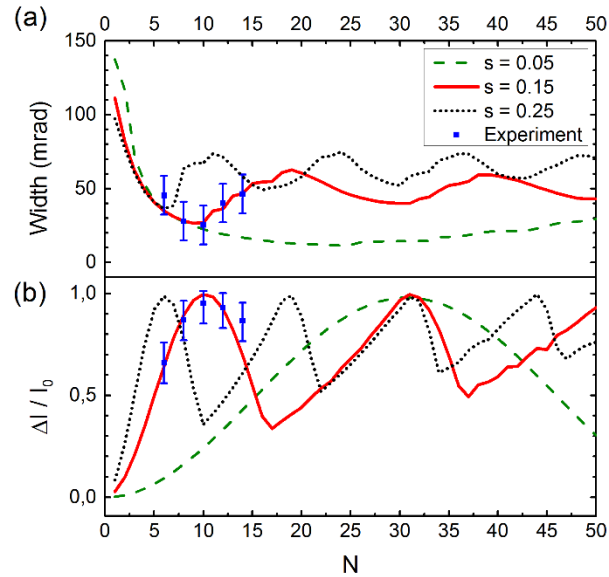 (a)
0 5 10 15 20 25 30 35 40 45 50
150
100
50
0
Width (mrad)
s = 0.05
s = 0.15
s = 0.25
Experiment
(b)
1,0
0,5
0,0
ΔI / I₀
0 5 10 15 20 25 30 35 40 45 50
N